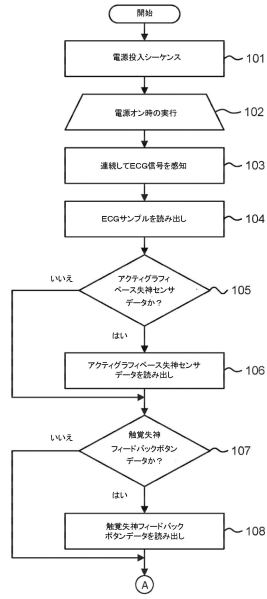 開始
電源投入シーケンス
101
電源オン時の実行
102
連続してECG信号を感知
103
ECGサンプルを読み出し
104
アクティグラフィ
ベース失神センサ
データか？
105
いいえ
はい
アクティグラフィベース失神センサ
データを読み出し
106
触覚失神
フィードバックボタン
データか？
107
いいえ
はい
触覚失神フィードバック
ボタンデータを読み出し
108
A